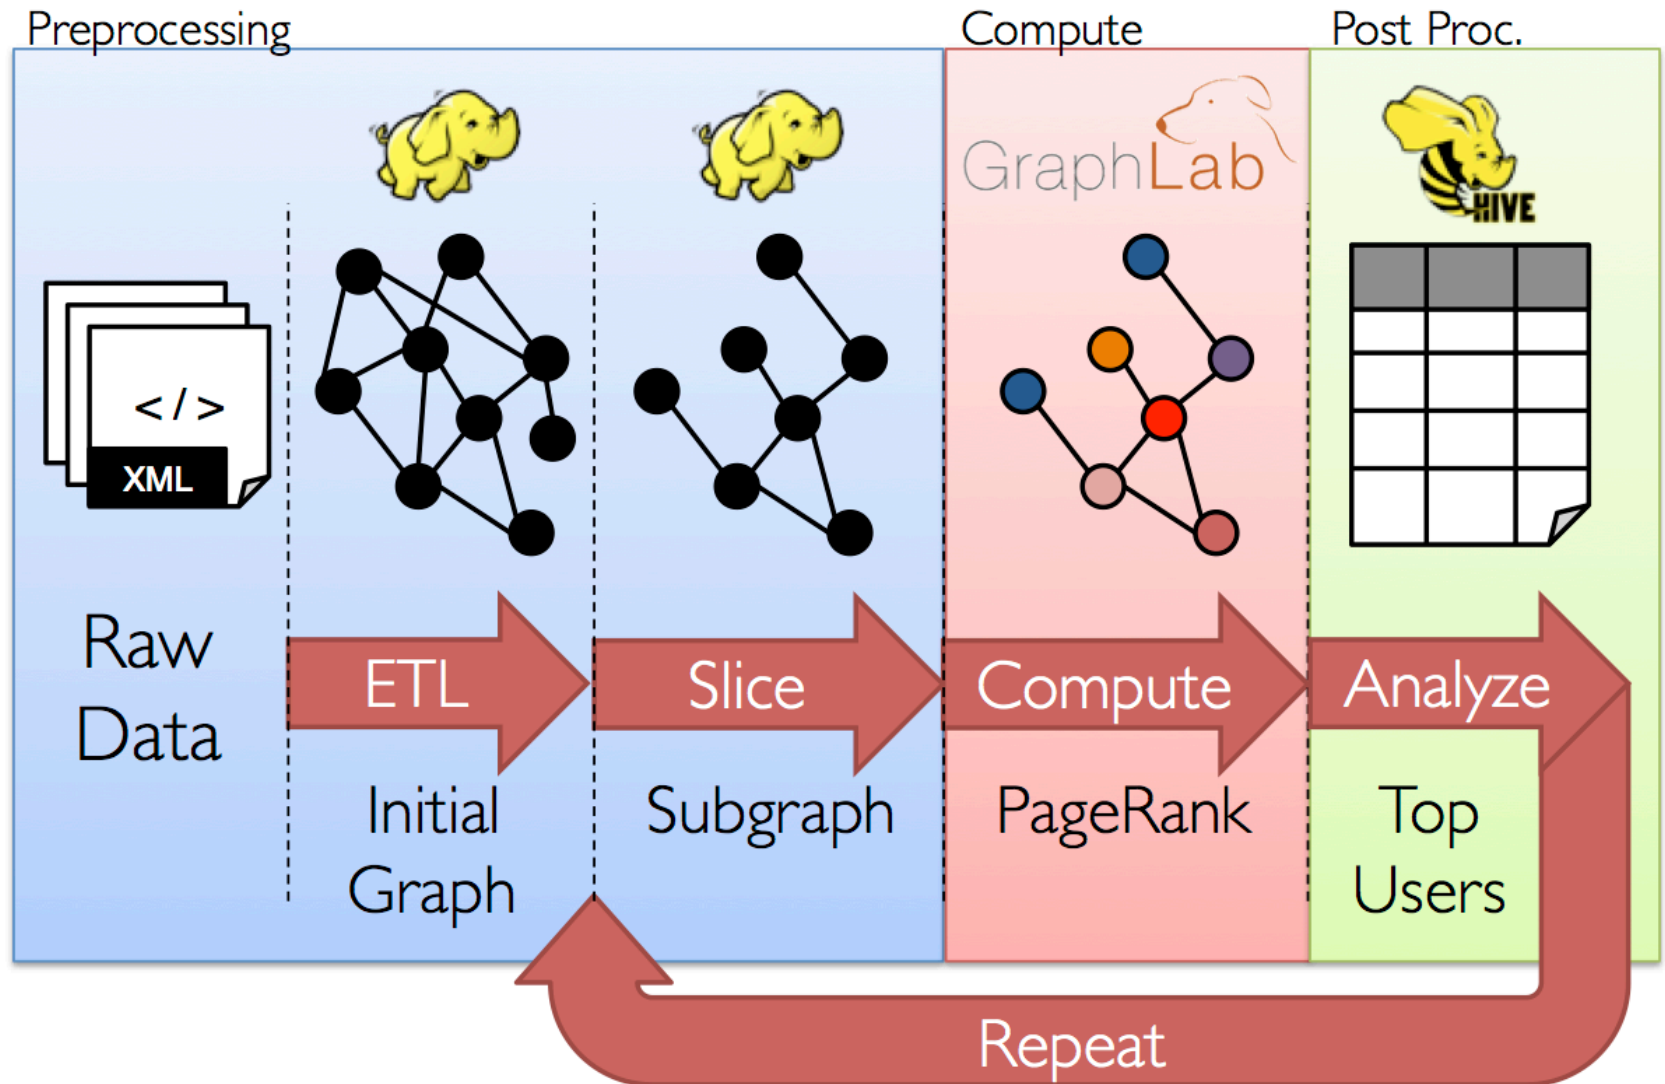 Preprocessing
Compute
Post Proc.
GraphLab
HIVE
</>
XML
Raw
Data
ETL
Slice
Compute
Analyze
Initial
Graph
Subgraph
PageRank
Top
Users
Repeat